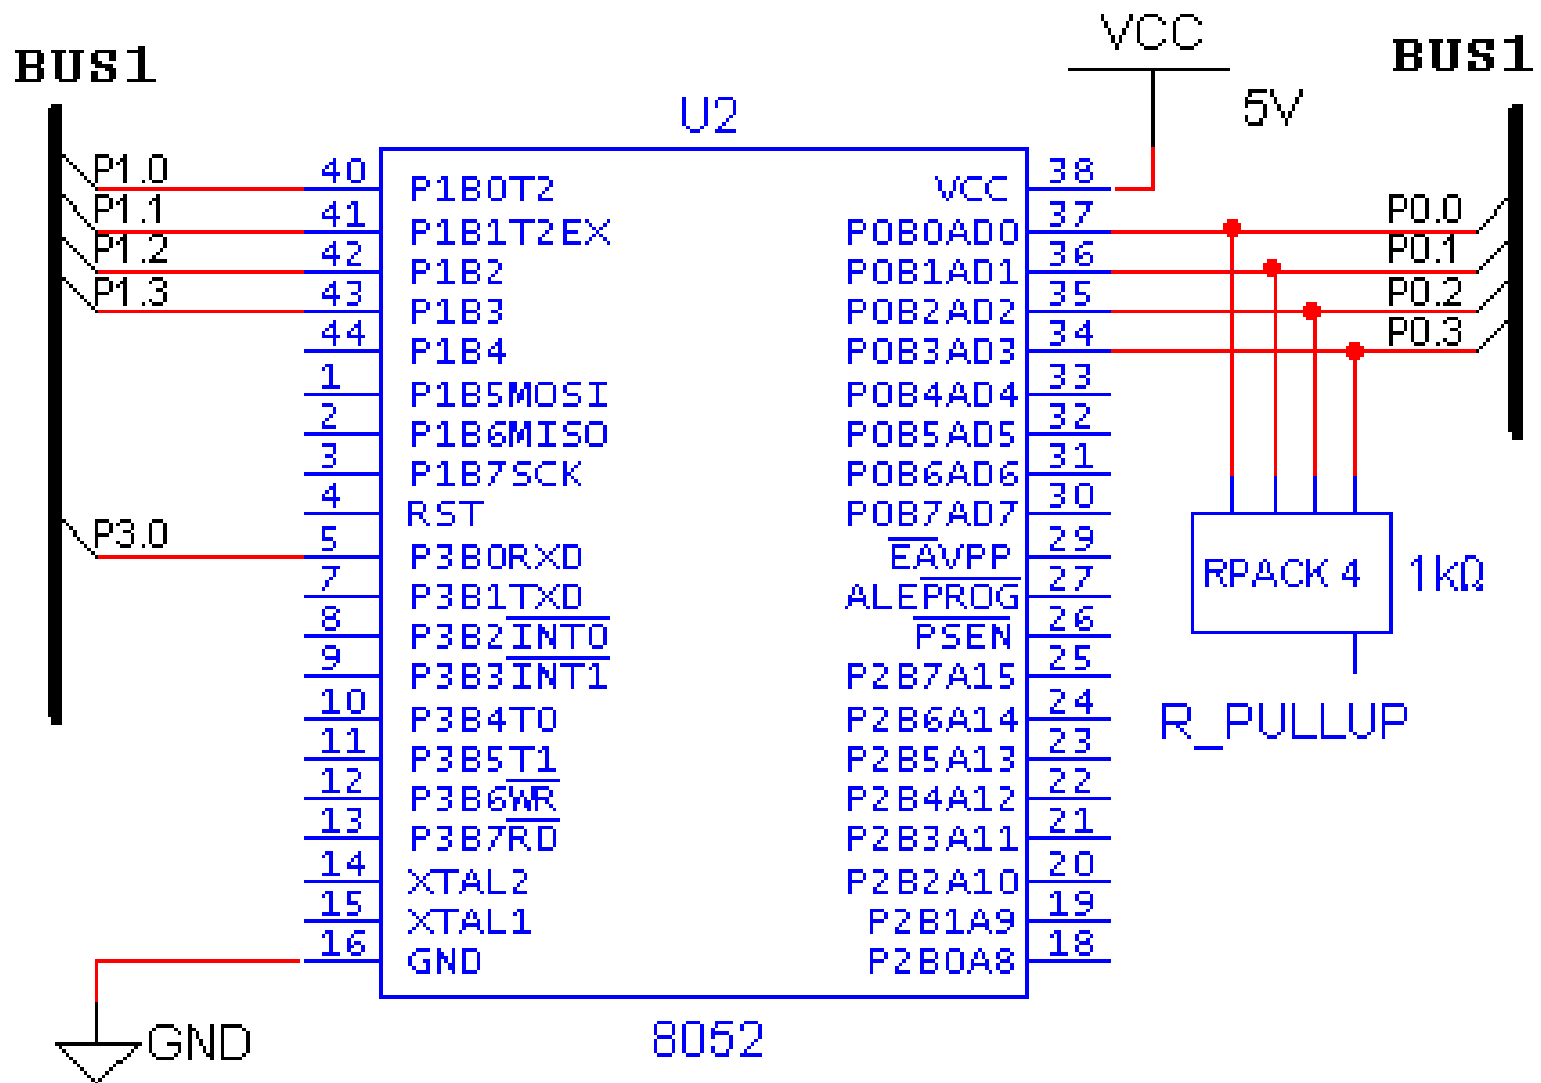 VCC
BUS1
BUS1
5V
U2
P1.0 40 P1B0T2 VCC 38
P1.1 41 P1B1T2EX P0B0AD0 37 P0.0
P1.2 42 P1B2 P0B1AD1 36 P0.1
P1.3 43 P1B3 P0B2AD2 35 P0.2
44 P1B4 P0B3AD3 34 P0.3
1 P1B5MOSI P0B4AD4 33
2 P1B6MISO P0B5AD5 32
3 P1B7SCK P0B6AD6 31
4 RST P0B7AD7 30
P3.0 5 P3B0RXD EAVPP 29
7 P3B1TXD ALEPROG 27
8 P3B2INT0 PSEN 26
9 P3B3INT1 P2B7A15 25
10 P3B4T0 P2B6A14 24
11 P3B5T1 P2B5A13 23
12 P3B6WR P2B4A12 22
13 P3B7RD P2B3A11 21
14 XTAL2 P2B2A10 20
15 XTAL1 P2B1A9 19
16 GND P2B0A8 18
RPACK 4 1kΩ
R_PULLUP
GND
8052